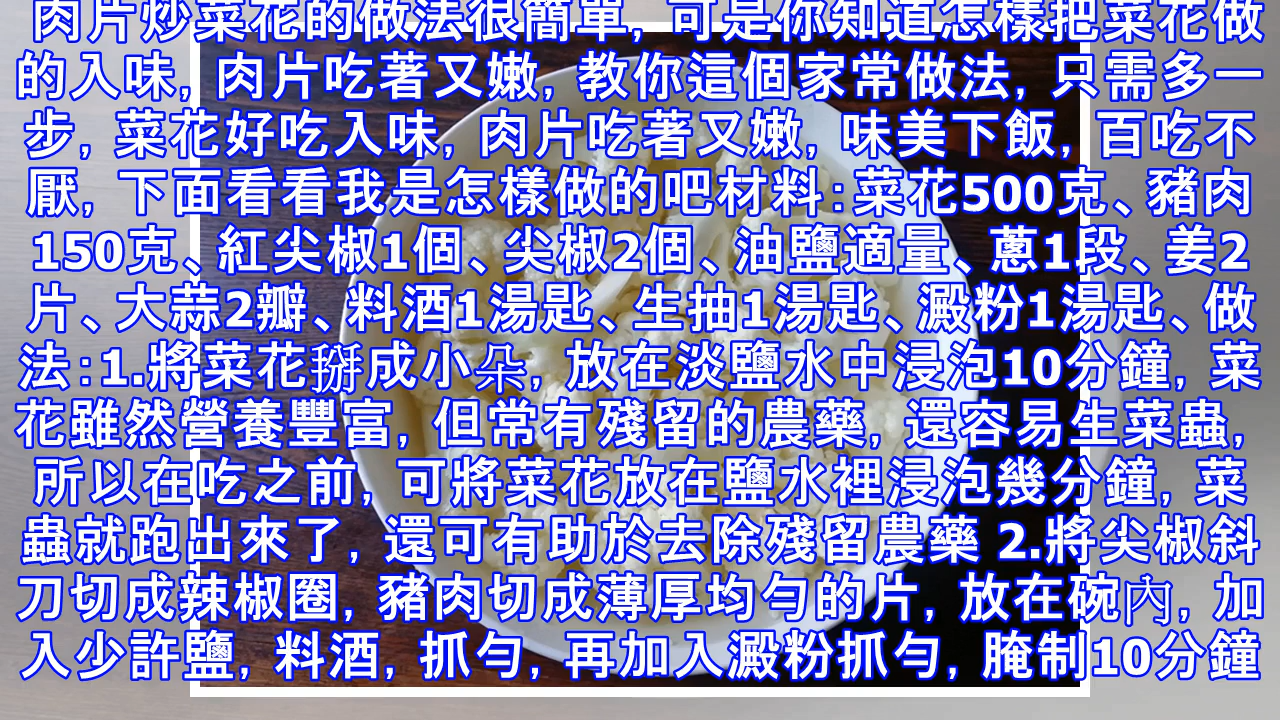 肉片炒菜花的做法很簡單, 可是你知道怎樣把菜花做
的入味, 肉片吃著又嫩, 教你這個家常做法, 只需多一
步, 菜花好吃入味, 肉片吃著又嫩, 味美下飯, 百吃不
厭, 下面看看我是怎樣做的吧材料:菜花500克、豬肉
150克、紅尖椒1個、尖椒2個、油鹽適量、蔥1段、姜2
片、大蒜2瓣、料酒1湯匙、生抽1湯匙、澱粉1湯匙、做
法:1.將菜花掰成小朵, 放在淡鹽水中浸泡10分鐘, 菜
花雖然營養豐富, 但常有殘留的農藥, 還容易生菜蟲,
所以在吃之前, 可將菜花放在鹽水裡浸泡幾分鐘, 菜
蟲就跑出來了, 還可有助於去除殘留農藥 2.將尖椒斜
刀切成辣椒圈, 豬肉切成薄厚均勻的片, 放在碗內, 加
入少許鹽, 料酒, 抓勻, 再加入澱粉抓勻, 腌制10分鐘